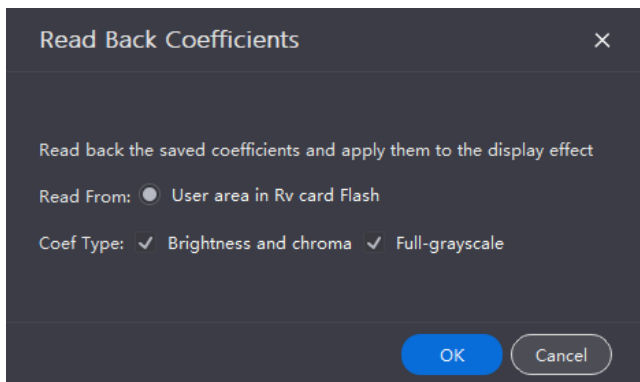 Read Back Coefficients
Read back the saved coefficients and apply them to the display effect
Read From: User area in Rv card Flash
Coef Type: Brightness and chroma Full-grayscale
OK Cancel